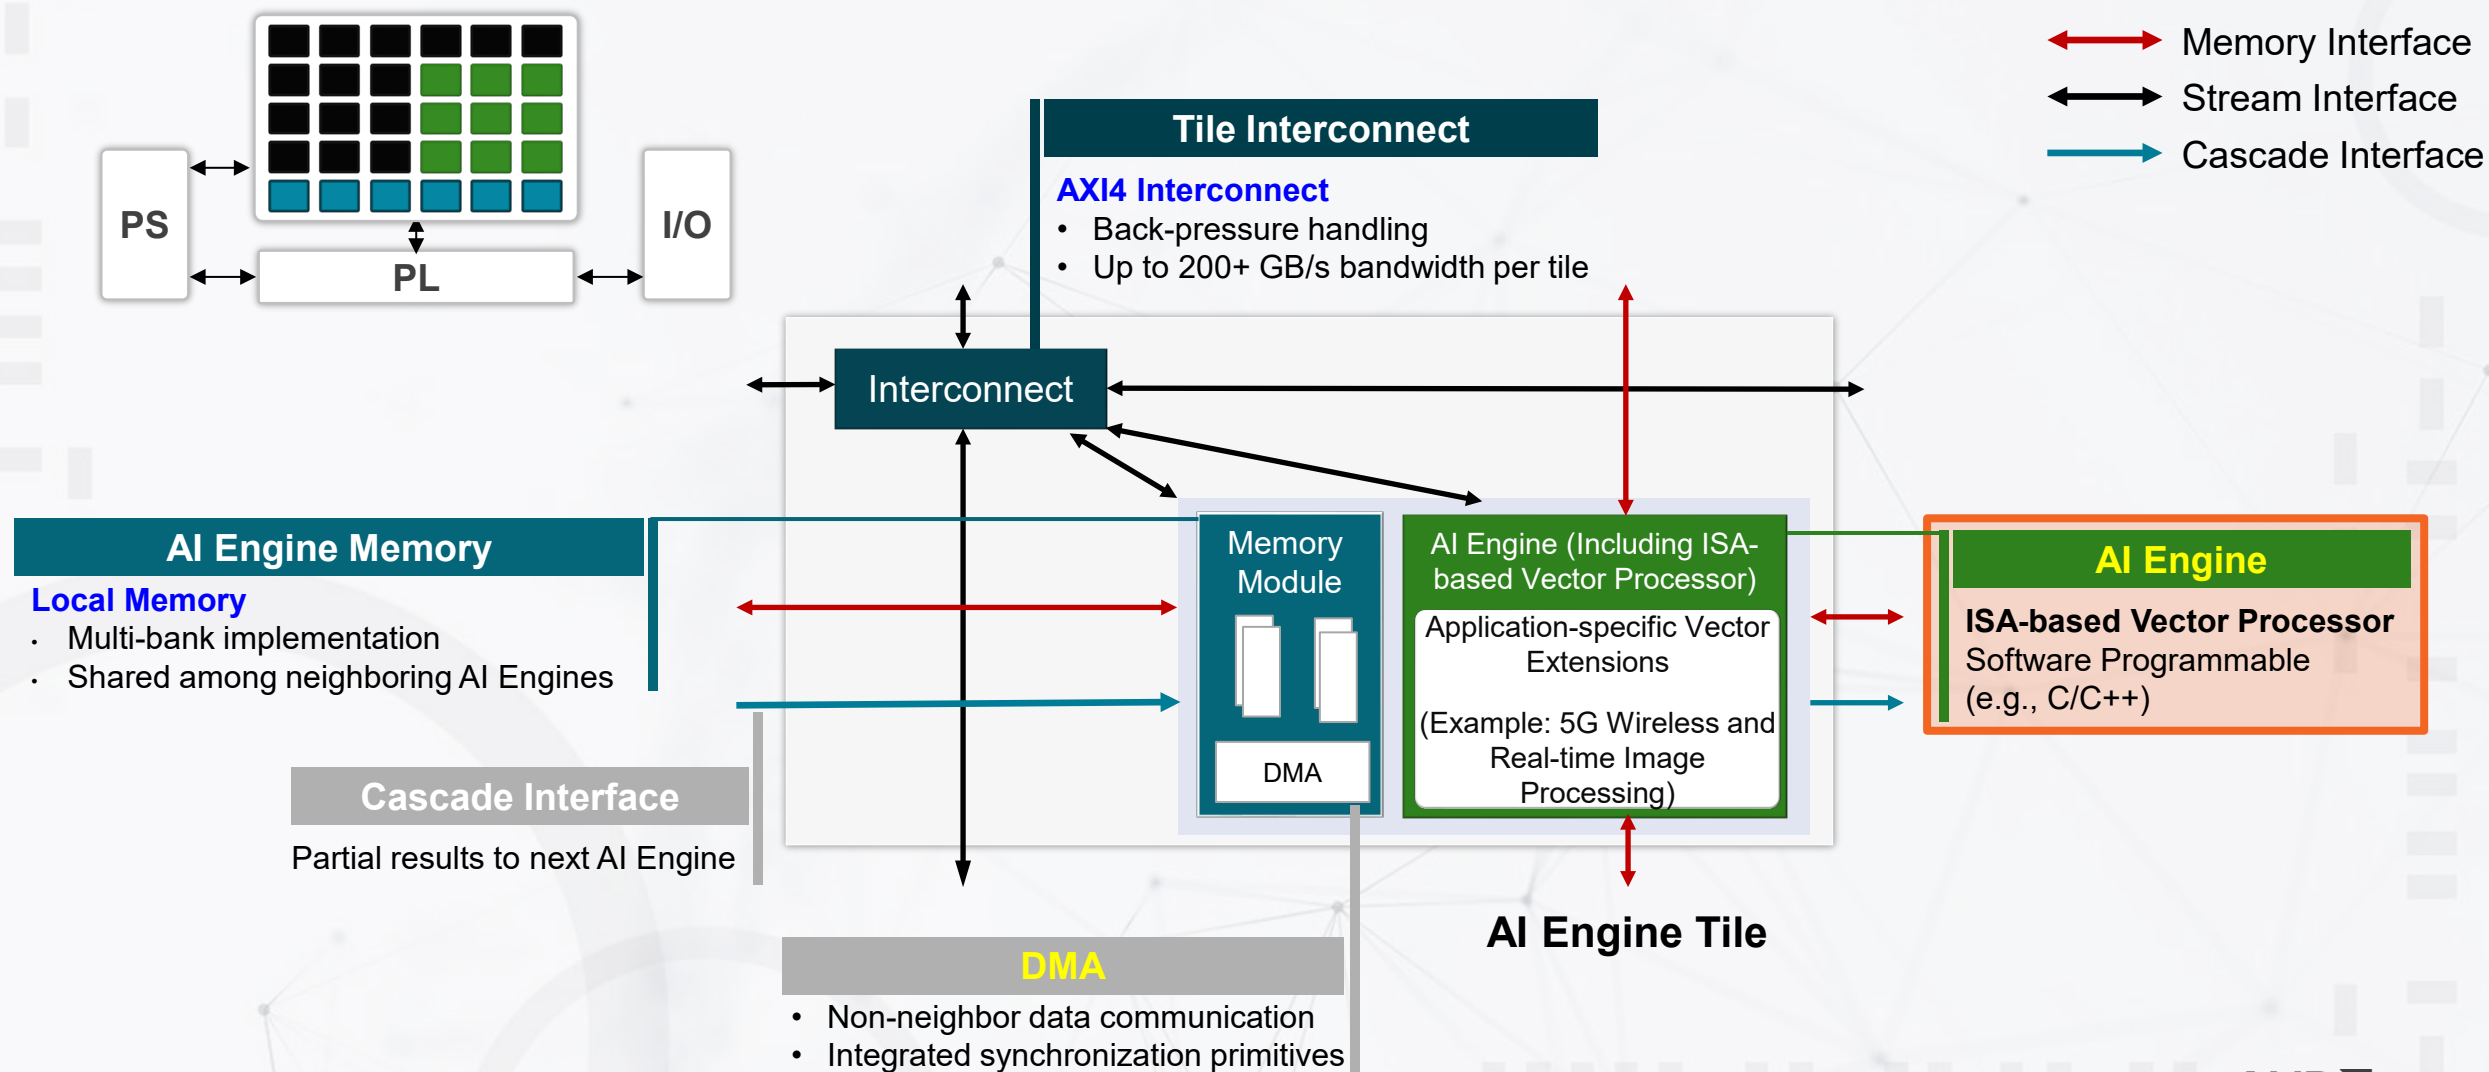 PS
I/O
PL
Memory Interface
Stream Interface
Cascade Interface
Tile Interconnect
AXI4 Interconnect
• Back-pressure handling
• Up to 200+ GB/s bandwidth per tile
Interconnect
AI Engine Memory
Local Memory
• Multi-bank implementation
• Shared among neighboring AI Engines
Memory
Module
DMA
AI Engine (Including ISA-
based Vector Processor)
Application-specific Vector
Extensions
(Example: 5G Wireless and
Real-time Image
Processing)
AI Engine
ISA-based Vector Processor
Software Programmable
(e.g., C/C++)
Cascade Interface
Partial results to next AI Engine
AI Engine Tile
DMA
• Non-neighbor data communication
• Integrated synchronization primitives